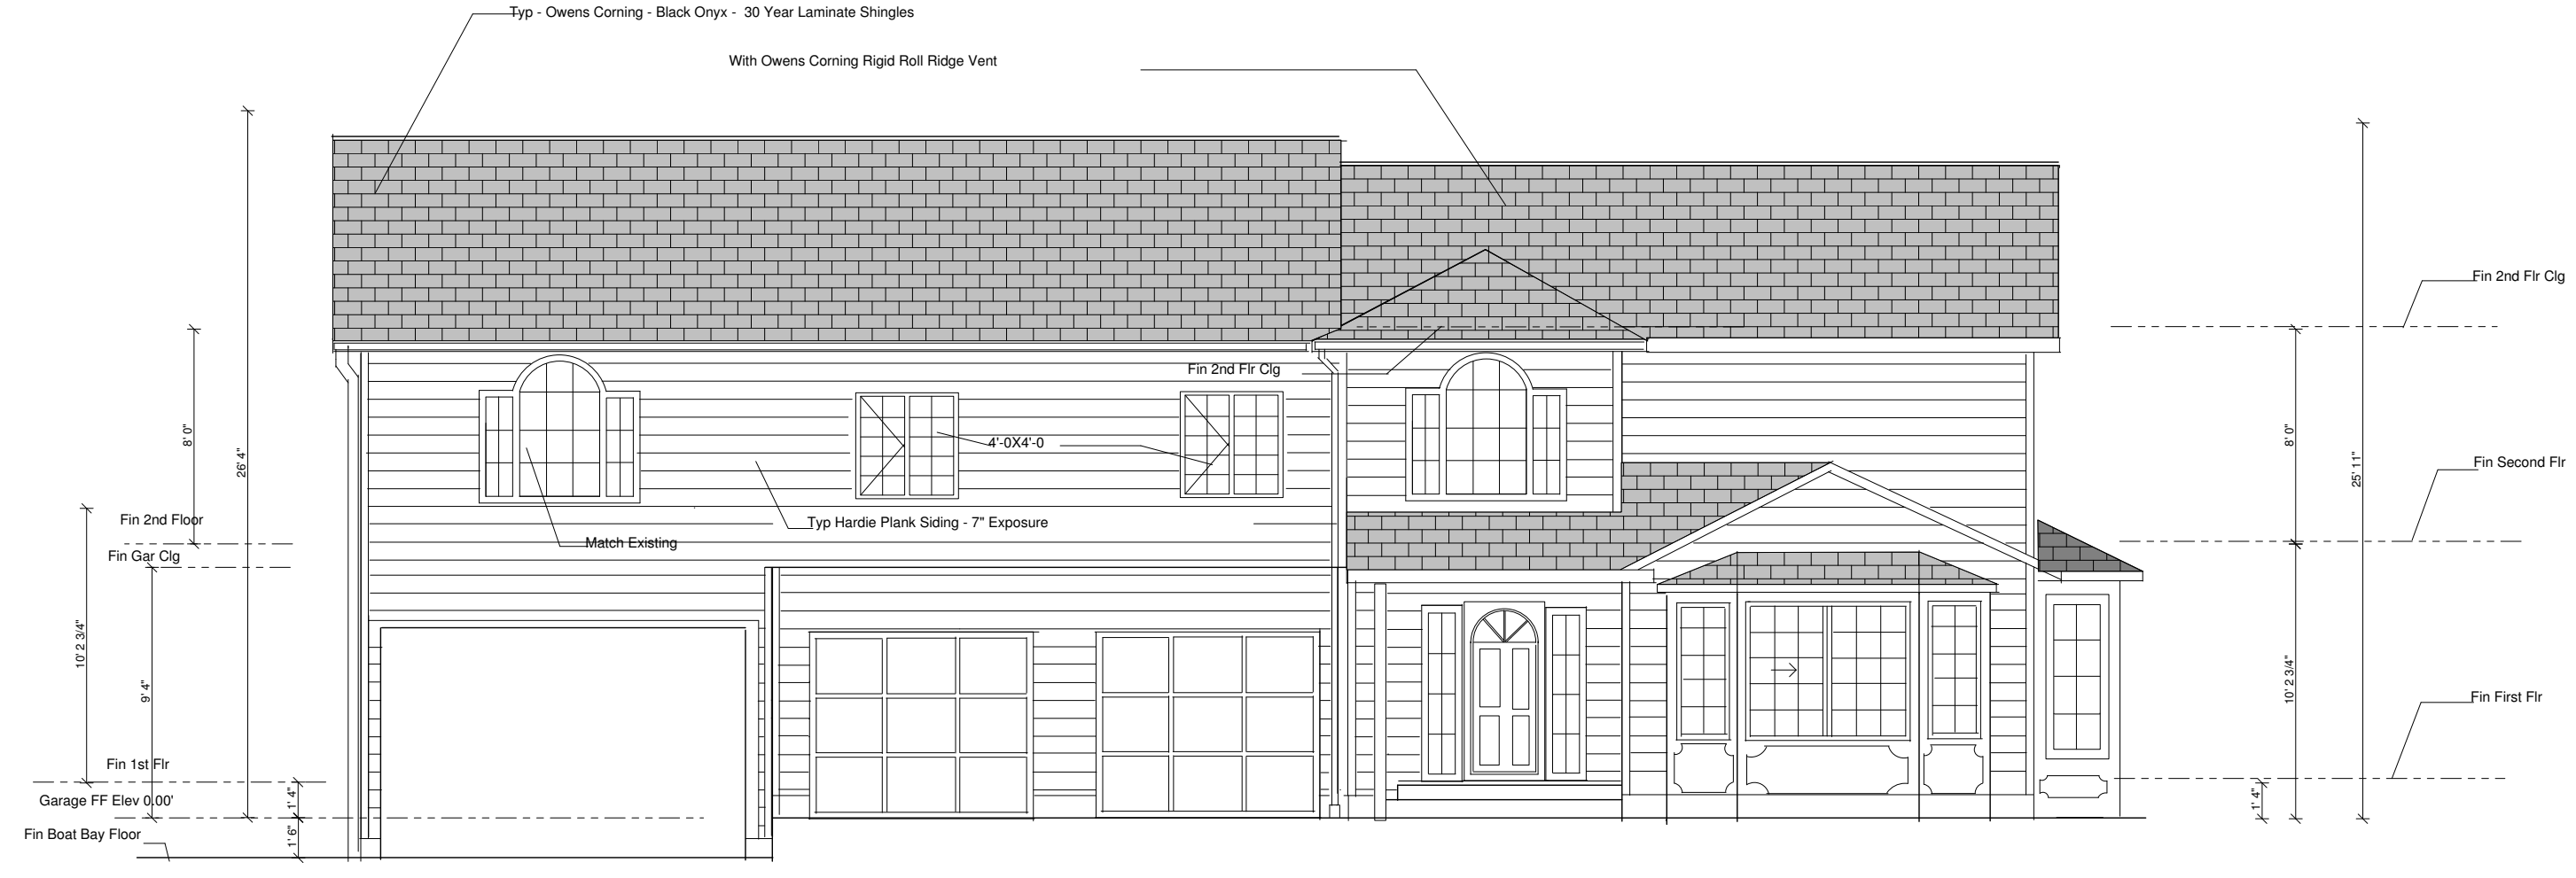 Typ - Owens Corning - Black Onyx - 30 Year Laminate Shingles
With Owens Corning Rigid Roll Ridge Vent
Fin 2nd Flr Clg
Fin 2nd Flr Clg
8' 0"
26' 4"
4'-0X4'-0
8' 0"
25' 11"
Fin Second Flr
Fin 2nd Floor
Typ Hardie Plank Siding - 7" Exposure
Match Existing
Fin Gar Clg
10' 2 3/4"
9' 4"
10' 2 3/4"
Fin First Flr
Fin 1st Flr
1' 4"
1' 4"
Garage FF Elev 0.00'
Fin Boat Bay Floor
1' 6"